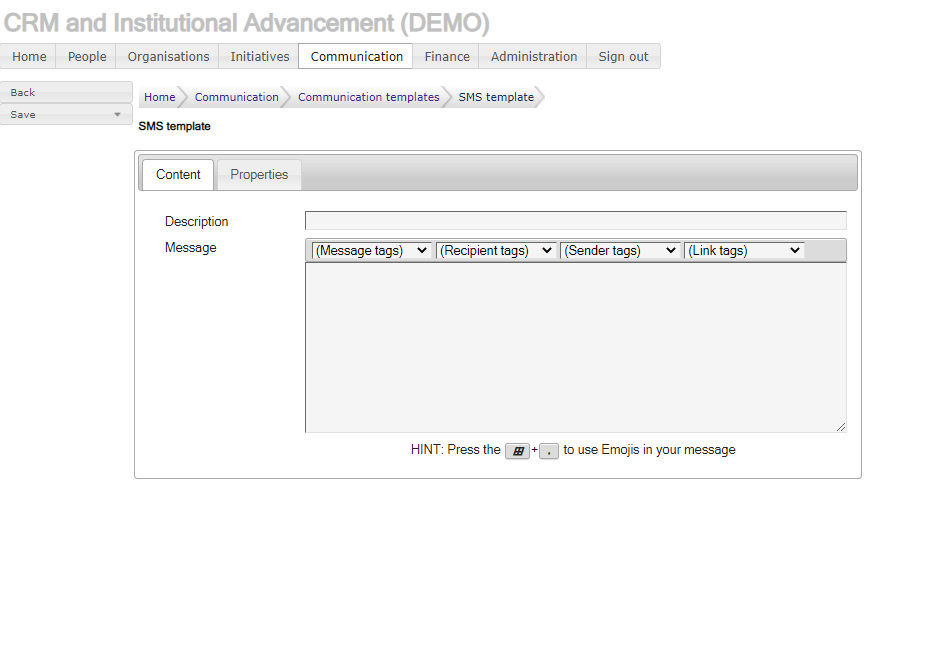 CRM and Institutional Advancement (DEMO)
Home People Organisations Initiatives Communication Finance Administration Sign out
Back
Save
Home Communication Communication templates SMS template
SMS template
Content Properties
Description
Message
(Message tags) (Recipient tags) (Sender tags) (Link tags)
HINT: Press the ⊞ + . to use Emojis in your message